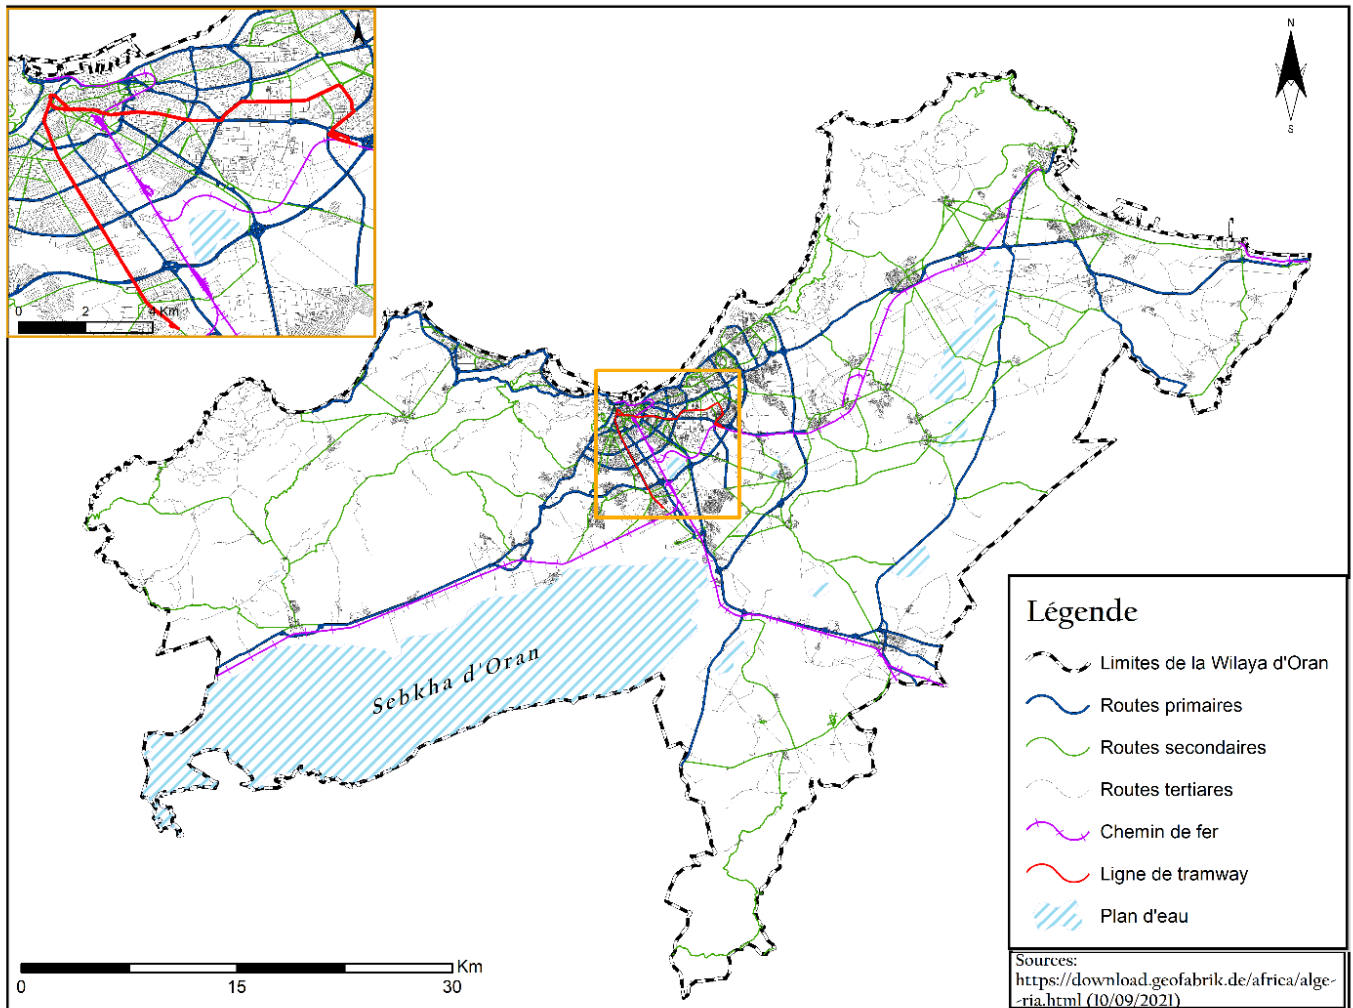 N
S
0 2 4 Km
Sebkha d'Oran
Légende
Limites de la Wilaya d'Oran
Routes primaires
Routes secondaires
Routes tertiaires
Chemin de fer
Ligne de tramway
Plan d'eau
Km
0 15 30
Sources:
https://download.geofabrik.de/africa/alge-
-ria.html (10/09/2021)